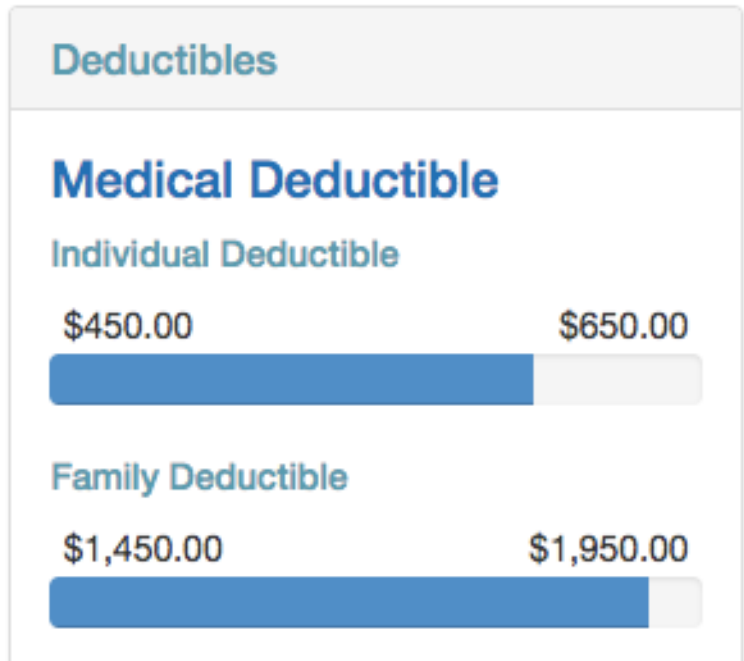 Deductibles
Medical Deductible
Individual Deductible
$450.00 $650.00
Family Deductible
$1,450.00 $1,950.00